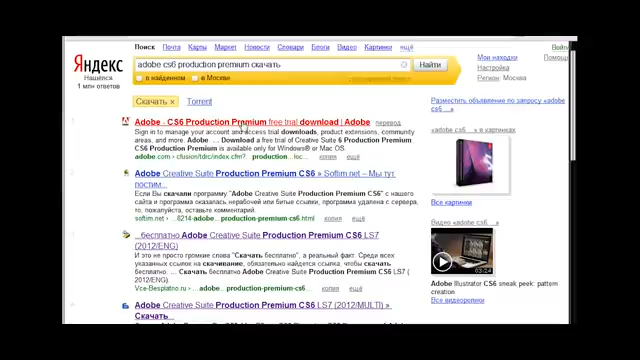 Поиск Почта Карты Маркет Новости Словари Блоги Видео Картинки ещё
Войти
Яндекс
Нашёлся
1 млн ответов
adobe cs6 production premium скачать
Найти
в найденном в Москве
Мои находки
Настройка
Регион: Москва
Помощь
Скачать × Torrent
Adobe - CS6 Production Premium free trial download | Adobe перевод
Sign in to manage your account and access trial downloads, product extensions, community
areas, and more. Adobe ... Download a free trial of Creative Suite 6 Production Premium
CS6 Production Premium is available only for Windows® or Mac OS.
adobe.com › cfusion/tdrc/index.cfm?...production...loc... копия ещё
Adobe Creative Suite Production Premium CS6 » Softim.net – Мы тут
постим...
Если Вы скачали программу "Adobe Creative Suite Production Premium CS6" с нашего
сайта и программа оказалась нерабочей или битые ссылки, программа удалена с сервера,
то, пожалуйста, оставьте комментарий.
softim.net › ...8214-adobe...production-premium-cs6.html копия ещё
...бесплатно Adobe Creative Suite Production Premium CS6 LS7
(2012/ENG)
И это не просто громкие слова "Скачать бесплатно", а реальный факт. Среди всех
указанных ссылок на скачивание, обязательно найдется ссылка, чтобы скачать
бесплатно. ... Скачать бесплатно Adobe Creative Suite Production Premium CS6 LS7 (
2012/ENG)
Vce-Besplatno.ru › ...adobe...production-premium-cs6... копия ещё
Adobe Creative Suite Production Premium CS6 LS7 (2012/MULTI) »
Скачать...
Разместить объявление по запросу «adobe
cs6 ...»
«adobe cs6 ...» в картинках
Все картинки
Видео «adobe cs6 ...»
03:24
Adobe Illustrator CS6 sneak peek: pattern
creation
Все видеоролики